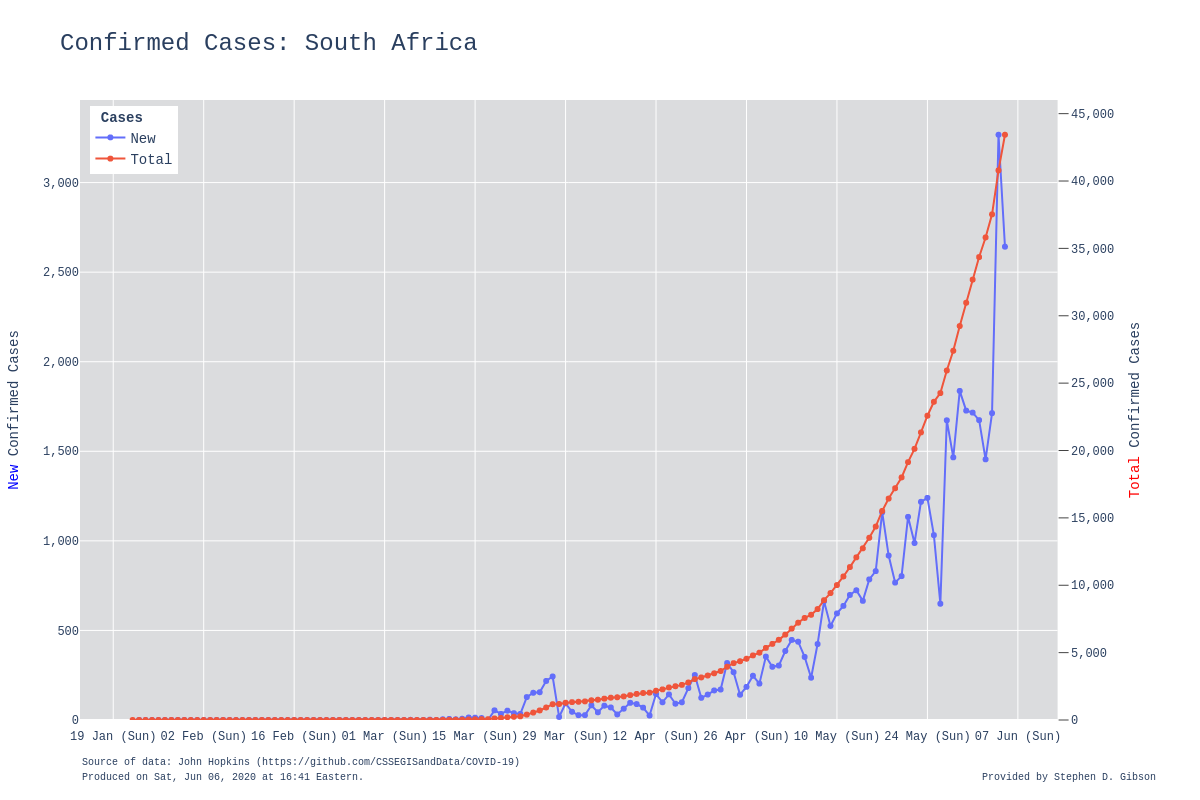 Confirmed Cases: South Africa
Cases
New
Total
45,000
40,000
35,000
30,000
25,000
20,000
15,000
10,000
5,000
0
3,000
2,500
2,000
1,500
1,000
500
0
New Confirmed Cases
Total Confirmed Cases
19 Jan (Sun) 02 Feb (Sun) 16 Feb (Sun) 01 Mar (Sun) 15 Mar (Sun) 29 Mar (Sun) 12 Apr (Sun) 26 Apr (Sun) 10 May (Sun) 24 May (Sun) 07 Jun (Sun)
Source of data: John Hopkins (https://github.com/CSSEGISandData/COVID-19)
Produced on Sat, Jun 06, 2020 at 16:41 Eastern.
Provided by Stephen D. Gibson